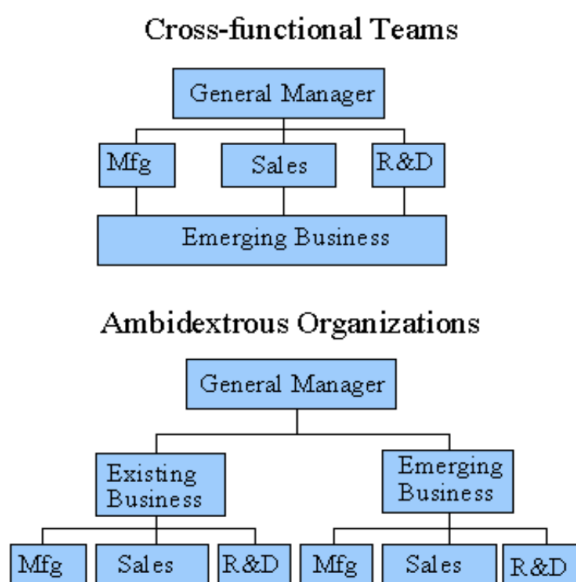 Cross-functional Teams
General Manager
Mfg
Sales
R&D
Emerging Business
Ambidextrous Organizations
General Manager
Existing
Business
Emerging
Business
Mfg
Sales
R&D
Mfg
Sales
R&D